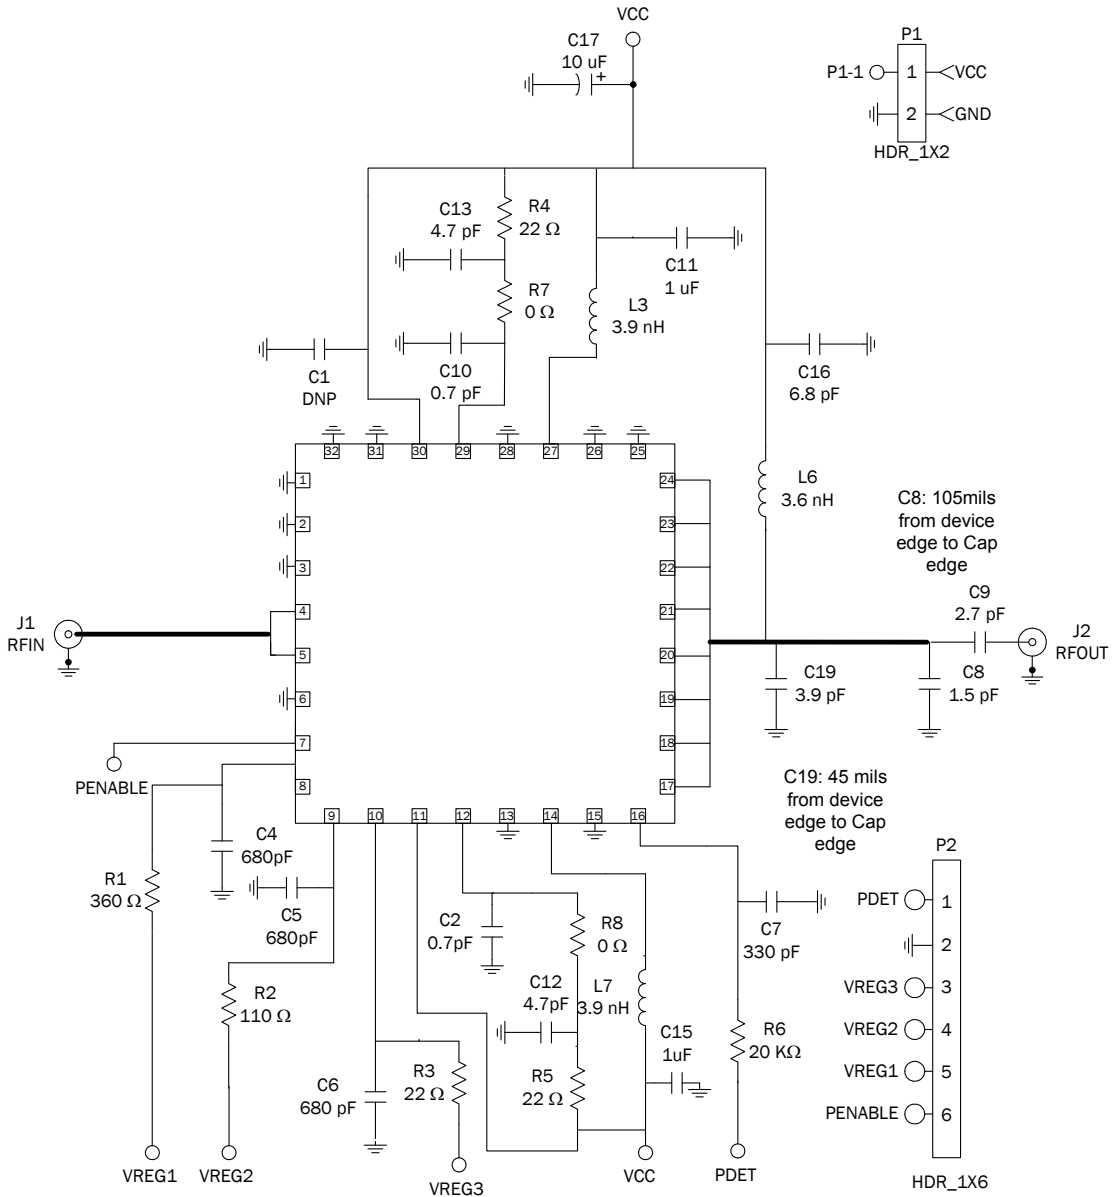 VCC
C17
10 uF
+
P1
P1-1
1
VCC
2
GND
HDR_1X2
C13
4.7 pF
R4
22 Ω
C11
1 uF
R7
0 Ω
L3
3.9 nH
C1
DNP
C10
0.7 pF
C16
6.8 pF
32
31
30
29
28
27
26
25
1
2
3
4
5
6
7
8
24
23
22
21
20
19
18
17
9
10
11
12
13
14
15
16
L6
3.6 nH
C8: 105mils
from device
edge to Cap
edge
C9
2.7 pF
J1
RFIN
J2
RFOUT
C19
3.9 pF
C8
1.5 pF
PENABLE
C19: 45 mils
from device
edge to Cap
edge
C4
680pF
R1
360 Ω
C5
680pF
C2
0.7pF
R8
0 Ω
C7
330 pF
R2
110 Ω
C12
4.7pF
L7
3.9 nH
R6
20 KΩ
C15
1uF
C6
680 pF
R3
22 Ω
R5
22 Ω
VREG1
VREG2
VREG3
VCC
PDET
P2
PDET
1
2
VREG3
3
VREG2
4
VREG1
5
PENABLE
6
HDR_1X6